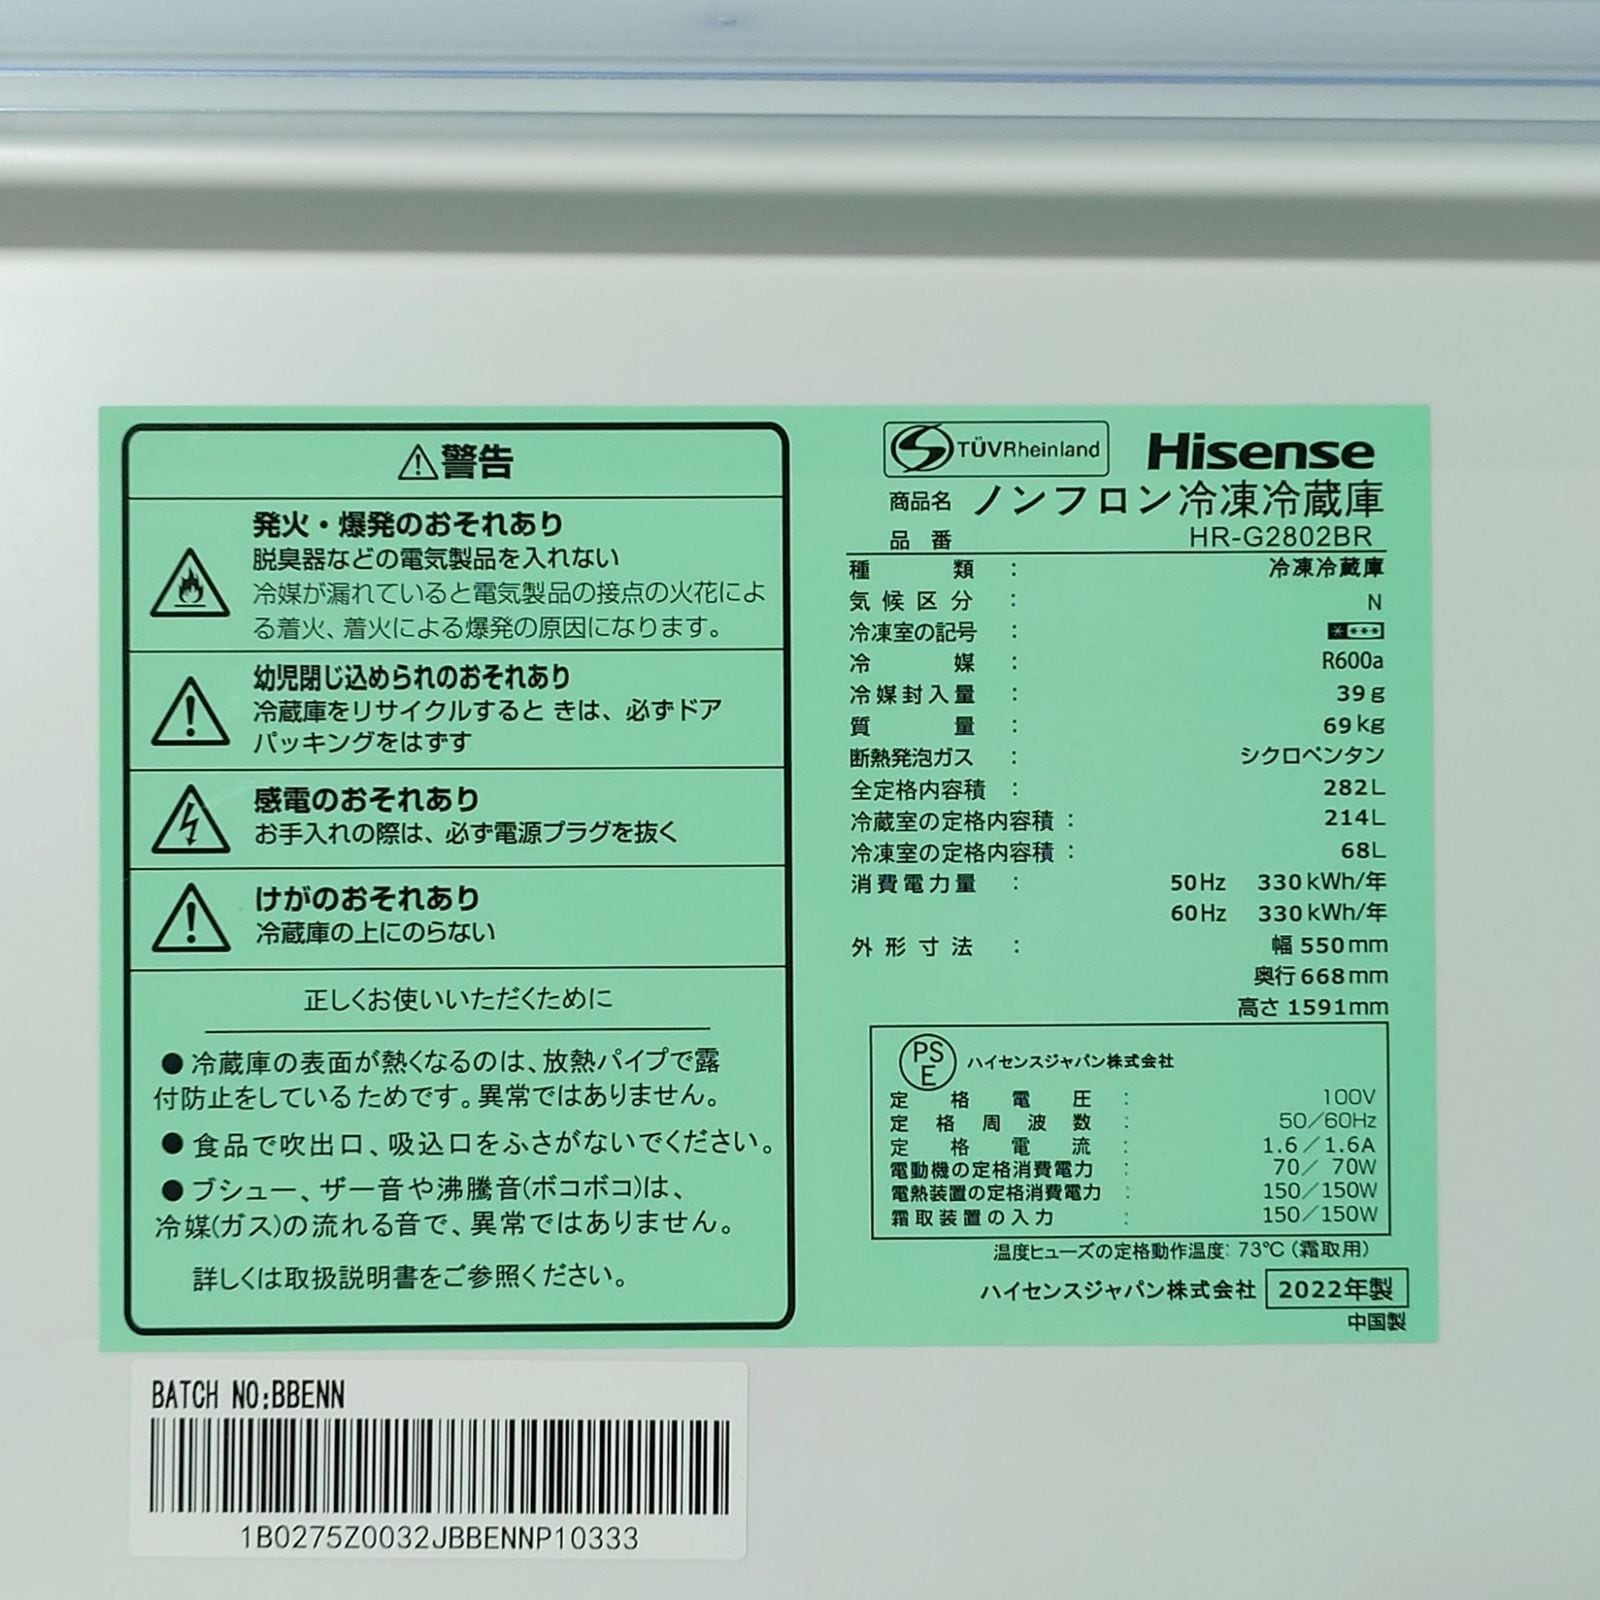 ⚠警告
発火・爆発のおそれあり
脱臭器などの電気製品を入れない
冷媒が漏れていると電気製品の接点の火花によ
る着火、着火による爆発の原因になります。
幼児閉じ込められのおそれあり
冷蔵庫をリサイクルすると きは、必ずドア
パッキングをはずす
感電のおそれあり
お手入れの際は、必ず電源プラグを抜く
けがのおそれあり
冷蔵庫の上にのらない
正しくお使いいただくために
●冷蔵庫の表面が熱くなるのは、放熱パイプで露
付防止をしているためです。異常ではありません。
●食品で吹出口、吸込口をふさがないでください。
●ブシュー、ザー音や沸騰音(ボコボコ)は、
冷媒(ガス)の流れる音で、異常ではありません。
詳しくは取扱説明書をご参照ください。
TÜVRheinland Hisense
商品名 ノンフロン冷凍冷蔵庫
品番 HR-G2802BR
種類 : 冷凍冷蔵庫
気候区分 : N
冷凍室の記号 : ****
冷媒 : R600a
冷媒封入量 : 39g
質量 : 69kg
断熱発泡ガス : シクロペンタン
全定格内容積 : 282L
冷蔵室の定格内容積 : 214L
冷凍室の定格内容積 : 68L
消費電力量 : 50Hz 330kWh/年
60Hz 330kWh/年
外形寸法 : 幅 550mm
奥行 668mm
高さ 1591mm
PSE ハイセンスジャパン株式会社
定格電圧 : 100V
定格周波数 : 50/60Hz
定格電流 : 1.6/1.6A
電動機の定格消費電力 : 70/70W
電熱装置の定格消費電力 : 150/150W
霜取装置の入力 : 150/150W
温度ヒューズの定格動作温度: 73℃(霜取用)
ハイセンスジャパン株式会社 2022年製
中国製
BATCH NO:BBENN
1B0275Z0032JBBENNP10333